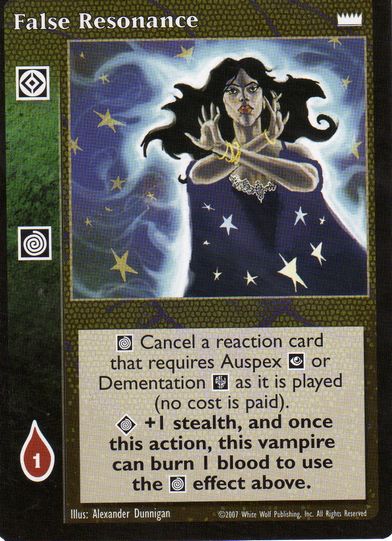 False Resonance
Cancel a reaction card
that requires Auspex or
Dementation as it is played
(no cost is paid).
+1 stealth, and once
this action, this vampire
can burn 1 blood to use
the effect above.
1
Illus: Alexander Dunnigan ©2007 White Wolf Publishing, Inc. All Rights Reserved